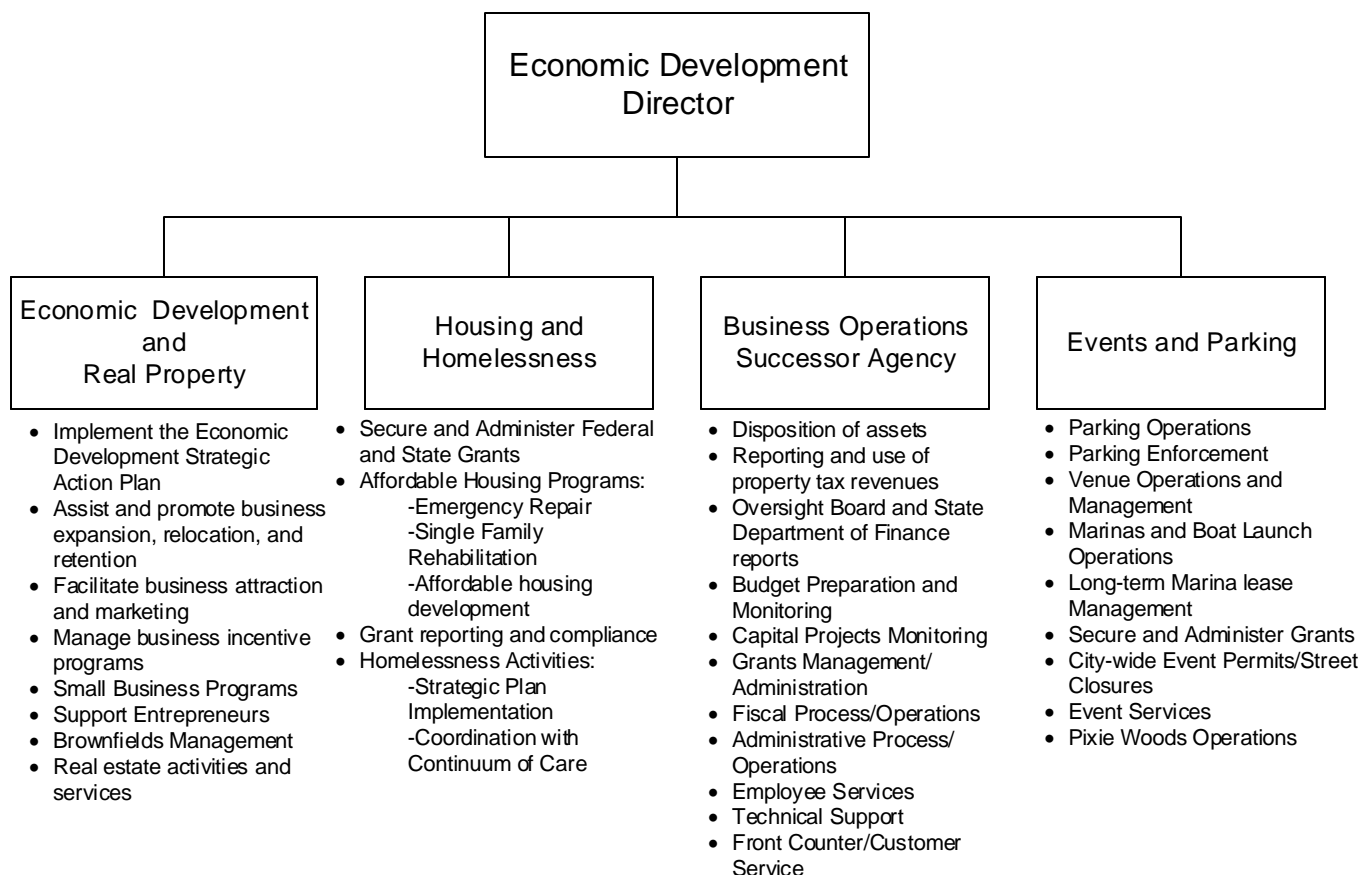 Economic Development
Director
Economic Development
and
Real Property
• Implement the Economic
Development Strategic
Action Plan
• Assist and promote business
expansion, relocation, and
retention
• Facilitate business attraction
and marketing
• Manage business incentive
programs
• Small Business Programs
• Support Entrepreneurs
• Brownfields Management
• Real estate activities and
services
Housing and
Homelessness
• Secure and Administer Federal
and State Grants
• Affordable Housing Programs:
-Emergency Repair
-Single Family
Rehabilitation
-Affordable housing
development
• Grant reporting and compliance
• Homelessness Activities:
-Strategic Plan
Implementation
-Coordination with
Continuum of Care
Business Operations
Successor Agency
• Disposition of assets
• Reporting and use of
property tax revenues
• Oversight Board and State
Department of Finance
reports
• Budget Preparation and
Monitoring
• Capital Projects Monitoring
• Grants Management/
Administration
• Fiscal Process/Operations
• Administrative Process/
Operations
• Employee Services
• Technical Support
• Front Counter/Customer
Service
Events and Parking
• Parking Operations
• Parking Enforcement
• Venue Operations and
Management
• Marinas and Boat Launch
Operations
• Long-term Marina lease
Management
• Secure and Administer Grants
• City-wide Event Permits/Street
Closures
• Event Services
• Pixie Woods Operations